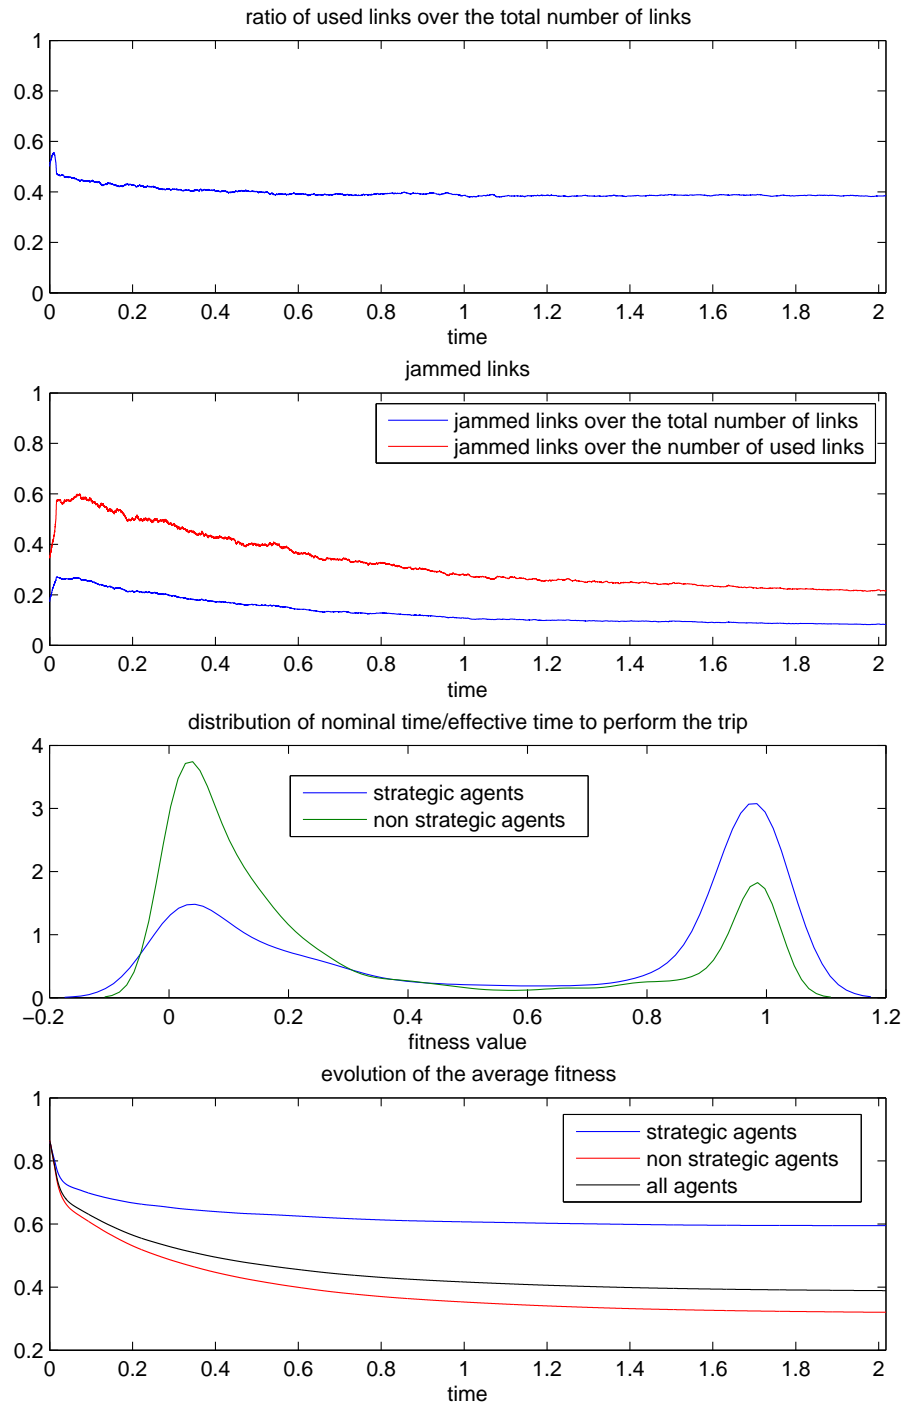 ratio of used links over the total number of links
1
0.8
0.6
0.4
0.2
0
0 0.2 0.4 0.6 0.8 1 1.2 1.4 1.6 1.8 2
time
jammed links
1
0.8
0.6
0.4
0.2
0
jammed links over the total number of links
jammed links over the number of used links
0 0.2 0.4 0.6 0.8 1 1.2 1.4 1.6 1.8 2
time
distribution of nominal time/effective time to perform the trip
4
3
2
1
0
strategic agents
non strategic agents
−0.2 0 0.2 0.4 0.6 0.8 1 1.2
fitness value
evolution of the average fitness
1
0.8
0.6
0.4
0.2
strategic agents
non strategic agents
all agents
0 0.2 0.4 0.6 0.8 1 1.2 1.4 1.6 1.8 2
time